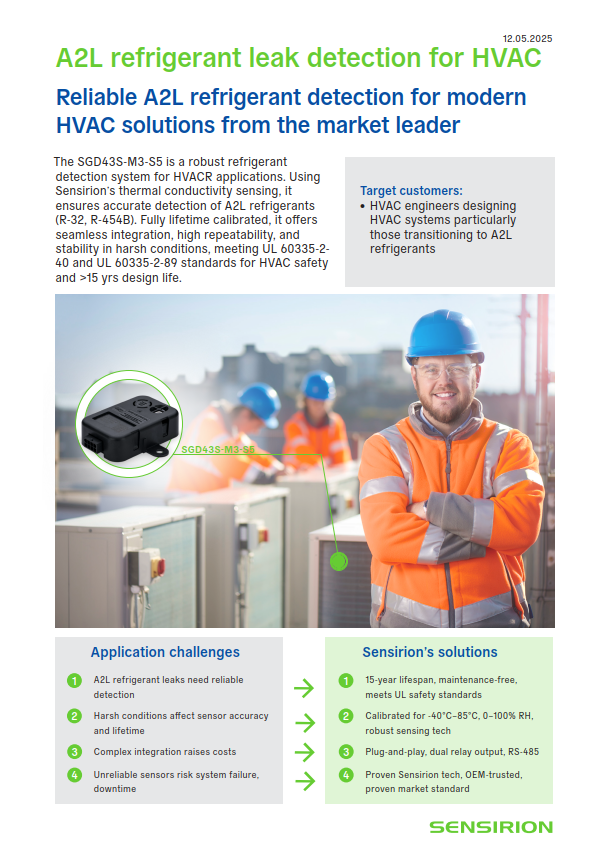 12.05.2025
A2L refrigerant leak detection for HVAC
Reliable A2L refrigerant detection for modern
HVAC solutions from the market leader
The SGD43S-M3-S5 is a robust refrigerant
detection system for HVACR applications. Using
Sensirion's thermal conductivity sensing, it
ensures accurate detection of A2L refrigerants
(R-32, R-454B). Fully lifetime calibrated, it offers
seamless integration, high repeatability, and
stability in harsh conditions, meeting UL 60335-2-
40 and UL 60335-2-89 standards for HVAC safety
and >15 yrs design life.
Target customers:
• HVAC engineers designing
HVAC systems particularly
those transitioning to A2L
refrigerants
SGD43S-M3-S5
Application challenges
1 A2L refrigerant leaks need reliable
detection
2 Harsh conditions affect sensor accuracy
and lifetime
3 Complex integration raises costs
4 Unreliable sensors risk system failure,
downtime
Sensirion's solutions
1 15-year lifespan, maintenance-free,
meets UL safety standards
2 Calibrated for -40°C–85°C, 0–100% RH,
robust sensing tech
3 Plug-and-play, dual relay output, RS-485
4 Proven Sensirion tech, OEM-trusted,
proven market standard
SENSIRION